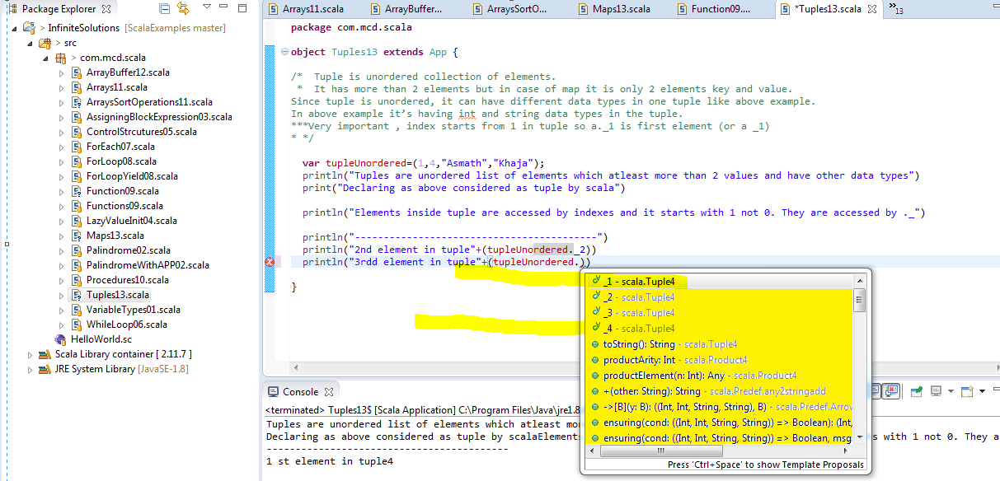 Package Explorer
InfiniteSolutions [ScalaExamples master]
src
com.mcd.scala
ArrayBuffer12.scala
Arrays11.scala
ArraysSortOperations11.scala
AssigningBlockExpression03.scala
ControlStrcutures05.scala
ForEach07.scala
ForLoop08.scala
ForLoopYield08.scala
Function09.scala
Functions09.scala
LazyValueInit04.scala
Maps13.scala
Palindrome02.scala
PalindromeWithAPP02.scala
Procedures10.scala
Tuples13.scala
VariableTypes01.scala
WhileLoop06.scala
HelloWorld.sc
Scala Library container [ 2.11.7 ]
JRE System Library [JavaSE-1.8]
Arrays11.scala
ArrayBuffer...
ArraysSortO...
Maps13.scala
Function09....
*Tuples13.scala
»13
package com.mcd.scala
object Tuples13 extends App {
/*  Tuple is unordered collection of elements.
*  It has more than 2 elements but in case of map it is only 2 elements key and value.
Since tuple is unordered, it can have different data types in one tuple like above example.
In above example it’s having int and string data types in the tuple.
***Very important , index starts from 1 in tuple so a._1 is first element (or a _1)
* */
var tupleUnordered=(1,4,"Asmath","Khaja");
println("Tuples are unordered list of elements which atleast more than 2 values and have other data types")
print("Declaring as above considered as tuple by scala")
println("Elements inside tuple are accessed by indexes and it starts with 1 not 0. They are accessed by ._")
println("----------------------------------------")
println("2nd element in tuple"+(tupleUnordered._2))
println("3rdd element in tuple"+(tupleUnordered.))
}
_1 - scala.Tuple4
_2 - scala.Tuple4
_3 - scala.Tuple4
_4 - scala.Tuple4
toString(): String - scala.Tuple4
productArity: Int - scala.Product4
productElement(n: Int): Any - scala.Product4
+(other: String): String - scala.Predef.any2stringadd
->[B](y: B): ((Int, Int, String, String), B) - scala.Predef.Arrow
ensuring(cond: ((Int, Int, String, String)) => Boolean): (Int,
ensuring(cond: ((Int, Int, String, String)) => Boolean, msg
Press 'Ctrl+Space' to show Template Proposals
Console
<terminated> Tuples13$ [Scala Application] C:\Program Files\Java\jre1.8
Tuples are unordered list of elements which atleast mo
Declaring as above considered as tuple by scalaElements s with 1 not 0. They a
----------------------------------------
1 st element in tuple4